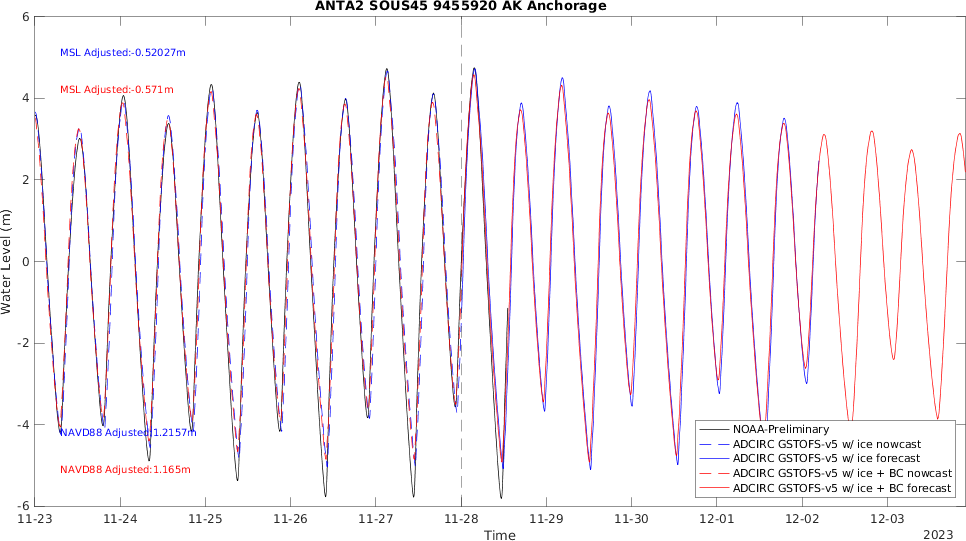 ANTA2 SOUS45 9455920 AK Anchorage
6
4
2
0
-2
-4
-6
Water Level (m)
MSL Adjusted:-0.52027m
MSL Adjusted:-0.571m
NAVD88 Adjusted:1.2157m
NAVD88 Adjusted:1.165m
NOAA-Preliminary
ADCIRC GSTOFS-v5 w/ ice nowcast
ADCIRC GSTOFS-v5 w/ ice forecast
ADCIRC GSTOFS-v5 w/ ice + BC nowcast
ADCIRC GSTOFS-v5 w/ ice + BC forecast
11-23 11-24 11-25 11-26 11-27 11-28 11-29 11-30 12-01 12-02 12-03
Time
2023